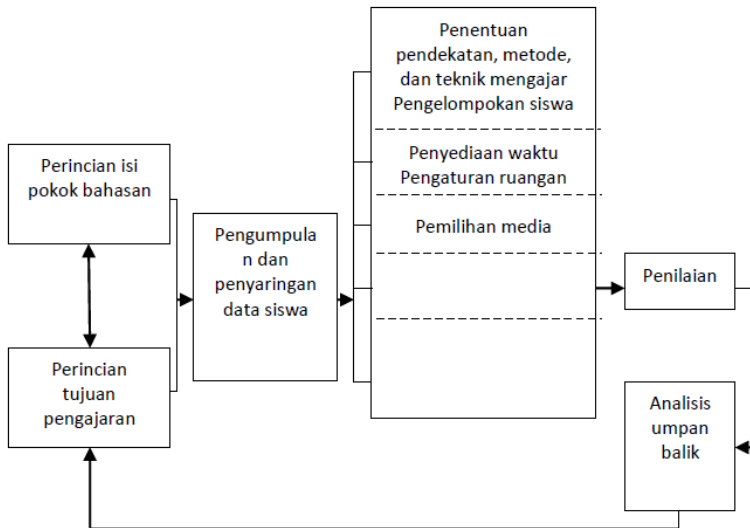 Perincian isi
pokok bahasan
Perincian
tujuan
pengajaran
Pengumpula
n dan
penyaringan
data siswa
Penentuan
pendekatan, metode,
dan teknik mengajar
Pengelompokan siswa
Penyediaan waktu
Pengaturan ruangan
Pemilihan media
Penilaian
Analisis
umpan
balik